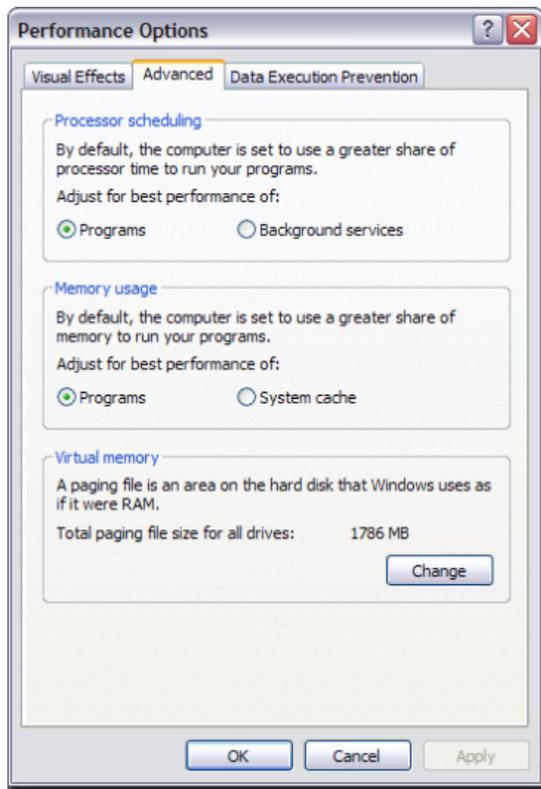 Performance Options
?
Visual Effects Advanced Data Execution Prevention
Processor scheduling
By default, the computer is set to use a greater share of
processor time to run your programs.
Adjust for best performance of:
Programs Background services
Memory usage
By default, the computer is set to use a greater share of
memory to run your programs.
Adjust for best performance of:
Programs System cache
Virtual memory
A paging file is an area on the hard disk that Windows uses as
if it were RAM.
Total paging file size for all drives: 1786 MB
Change
OK Cancel Apply